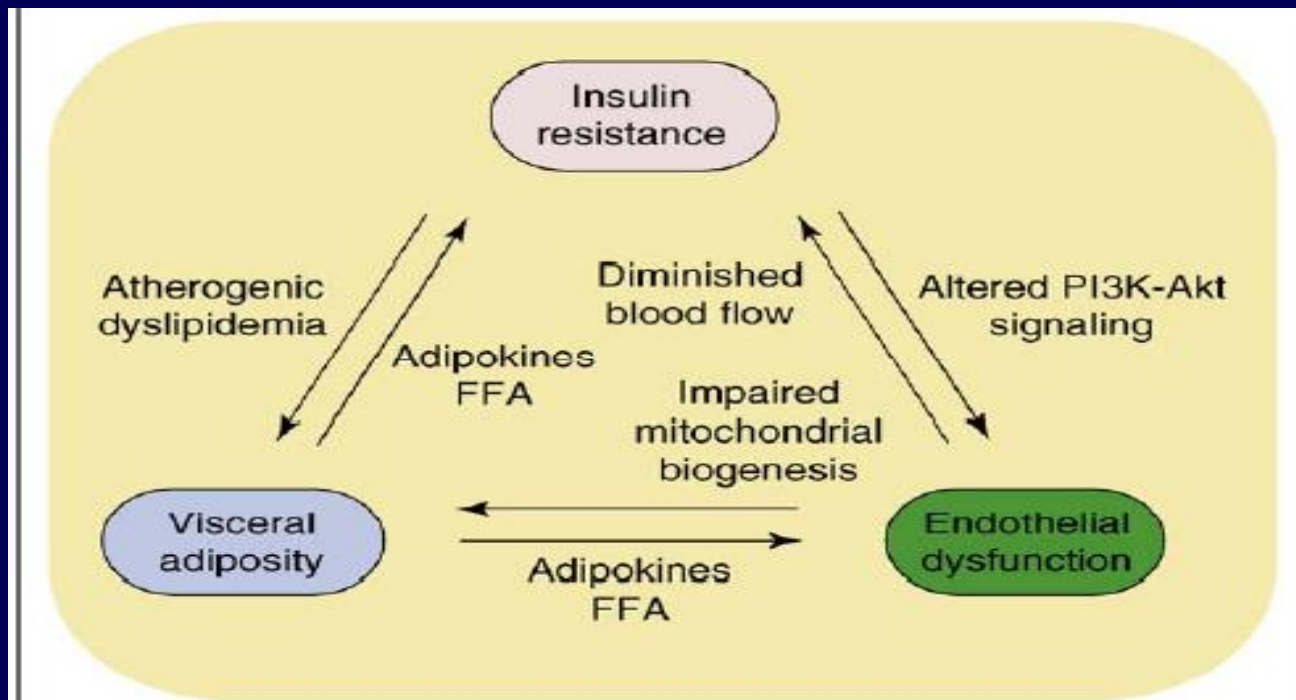 Insulin
resistance
Atherogenic
dyslipidemia
Adipokines
FFA
Diminished
blood flow
Altered PI3K-Akt
signaling
Impaired
mitochondrial
biogenesis
Visceral
adiposity
Adipokines
FFA
Endothelial
dysfunction